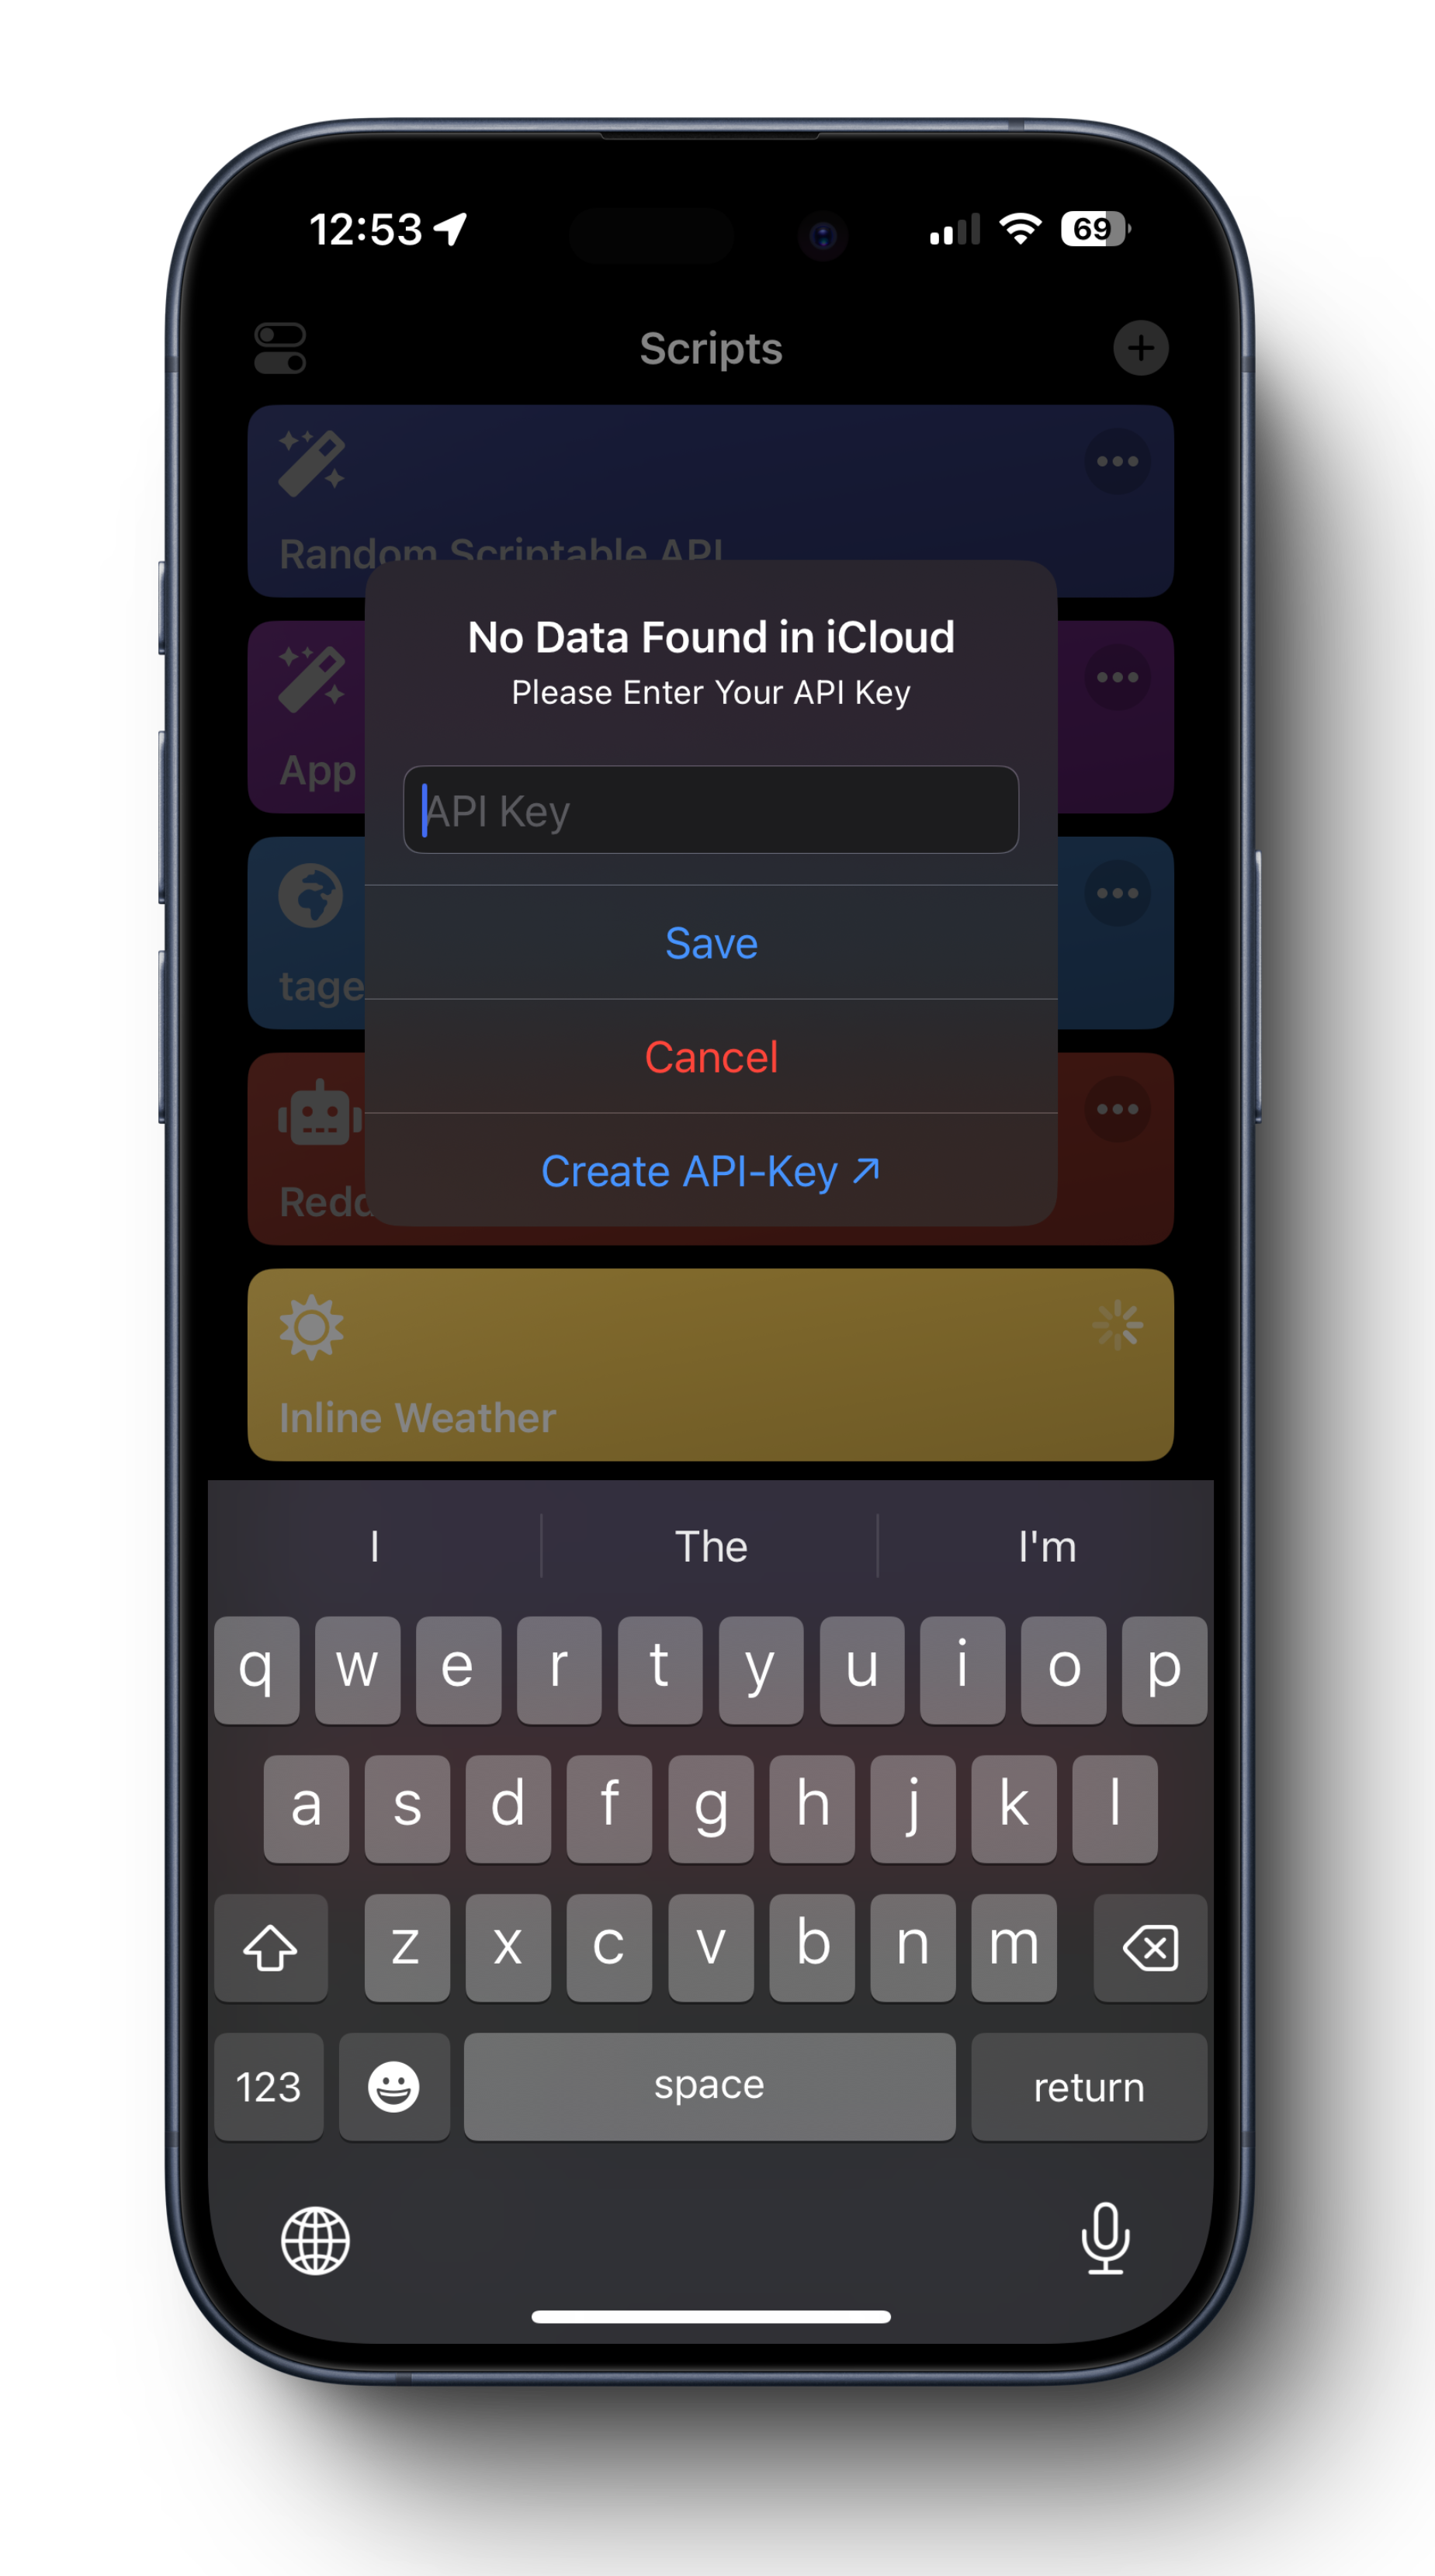 12:53
69
Scripts
Random Scriptable API
No Data Found in iCloud
Please Enter Your API Key
App
API Key
tage
Save
Cancel
Redd
Create API-Key ↗
Inline Weather
I The I'm
q w e r t y u i o p
a s d f g h j k l
z x c v b n m
123 space return